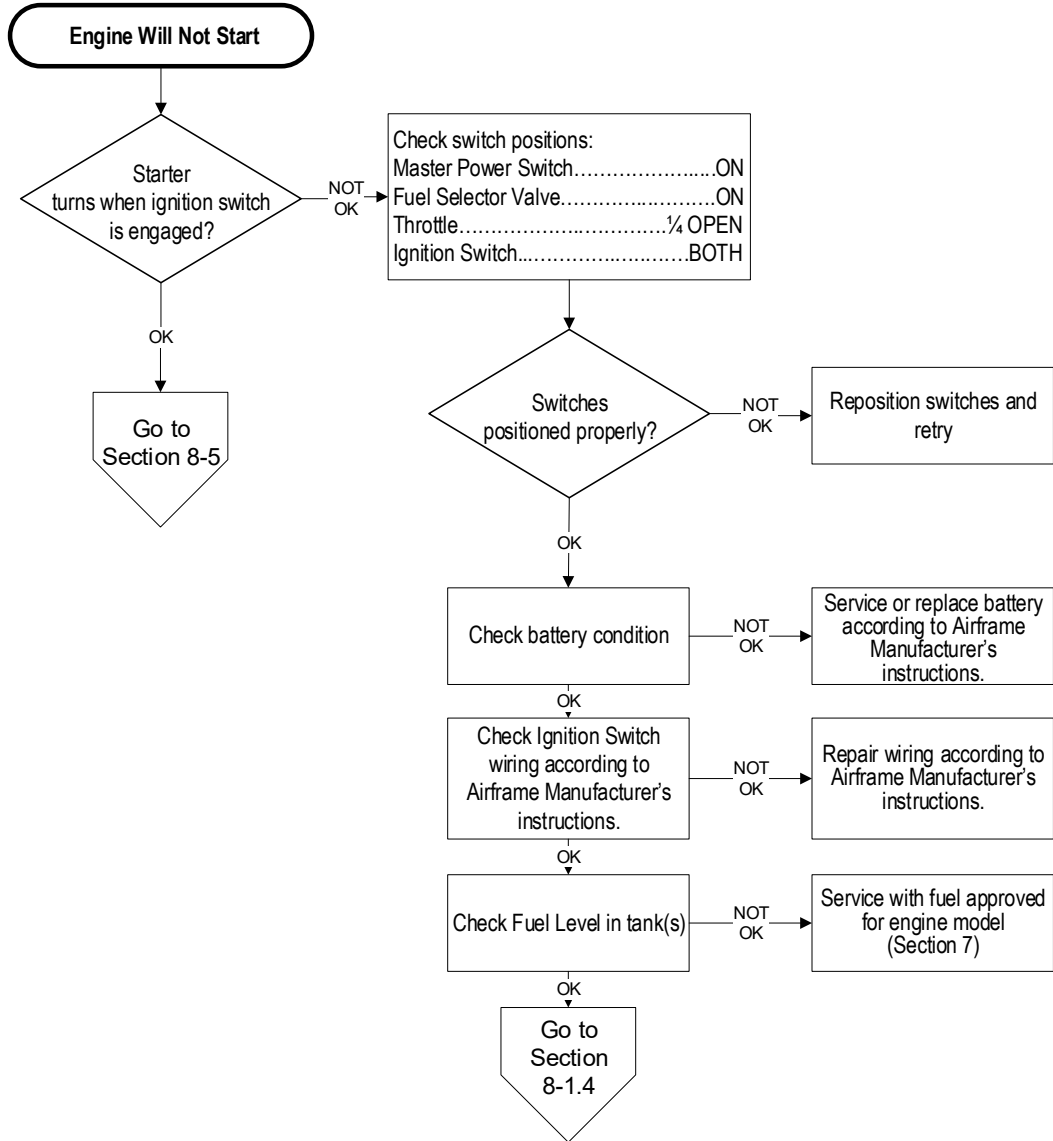 Engine Will Not Start
Starter
turns when ignition switch
is engaged?
NOT
OK
Check switch positions:
Master Power Switch…………………......ON
Fuel Selector Valve…………..…..………ON
Throttle………………..………….¼ OPEN
Ignition Switch...…………..….……BOTH
OK
Go to
Section 8-5
Switches
positioned properly?
NOT
OK
Reposition switches and
retry
OK
Check battery condition
NOT
OK
Service or replace battery
according to Airframe
Manufacturer’s
instructions.
OK
Check Ignition Switch
wiring according to
Airframe Manufacturer’s
instructions.
NOT
OK
Repair wiring according to
Airframe Manufacturer’s
instructions.
OK
Check Fuel Level in tank(s)
NOT
OK
Service with fuel approved
for engine model
(Section 7)
OK
Go to
Section
8-1.4